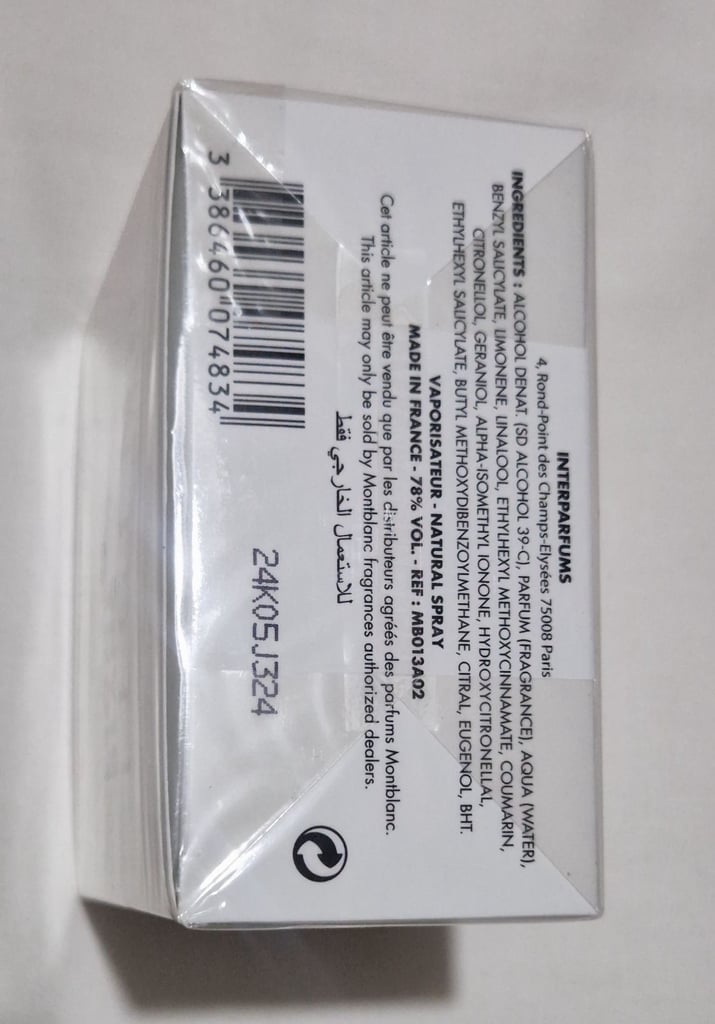 INTERPARFUMS
4, Rond-Point des Champs-Elysées 75008 Paris
INGREDIENTS : ALCOHOL DENAT. (SD ALCOHOL 39-C), PARFUM (FRAGRANCE), AQUA (WATER),
BENZYL SALICYLATE, LIMONENE, LINALOOL, ETHYLHEXYL METHOXYCINNAMATE, COUMARIN,
CITRONELLOL, GERANIOL, ALPHA-ISOMETHYL IONONE, HYDROXYCITRONELLAL,
ETHYLHEXYL SALICYLATE, BUTYL METHOXYDIBENZOYLMETHANE, CITRAL, EUGENOL, BHT.
VAPORISATEUR - NATURAL SPRAY
MADE IN FRANCE - 78% VOL. - REF : MB013A02
Cet article ne peut être vendu que par les distributeurs agréés des parfums Montblanc.
This article may only be sold by Montblanc fragrances authorized dealers.
للاستعمال الخارجي فقط
24K05J324
3 386460 074834